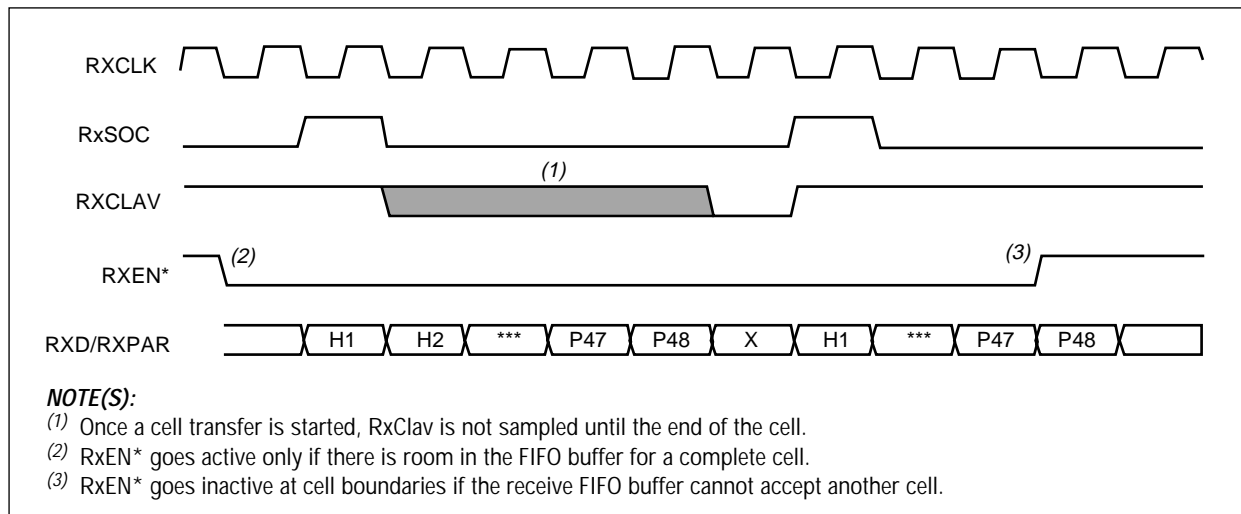 RXCLK
RxSOC
(1)
RXCLAV
(2)
(3)
RXEN*
RXD/RXPAR H1 H2 *** P47 P48 X H1 *** P47 P48
NOTE(S):
(1) Once a cell transfer is started, RxClav is not sampled until the end of the cell.
(2) RxEN* goes active only if there is room in the FIFO buffer for a complete cell.
(3) RxEN* goes inactive at cell boundaries if the receive FIFO buffer cannot accept another cell.